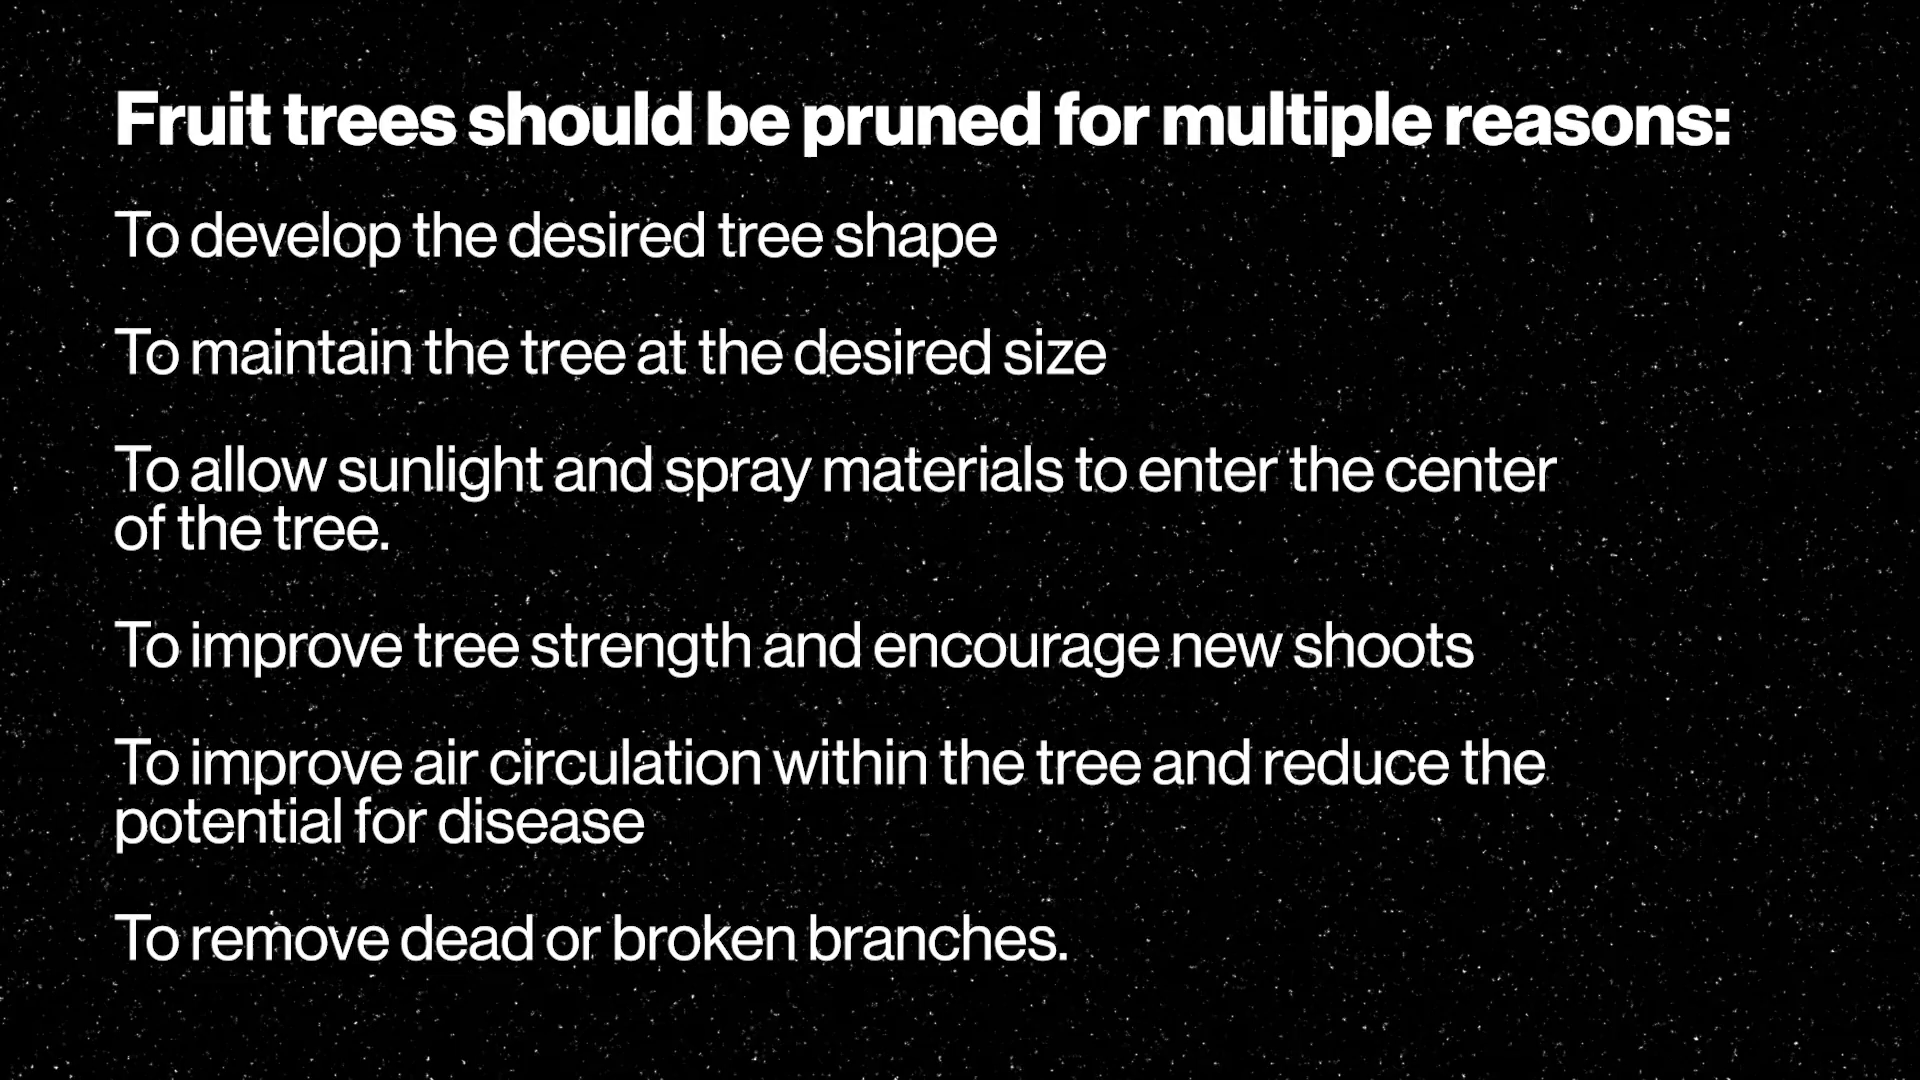 Fruit trees should be pruned for multiple reasons:
To develop the desired tree shape
To maintain the tree at the desired size
To allow sunlight and spray materials to enter the center
of the tree.
To improve tree strength and encourage new shoots
To improve air circulation within the tree and reduce the
potential for disease
To remove dead or broken branches.